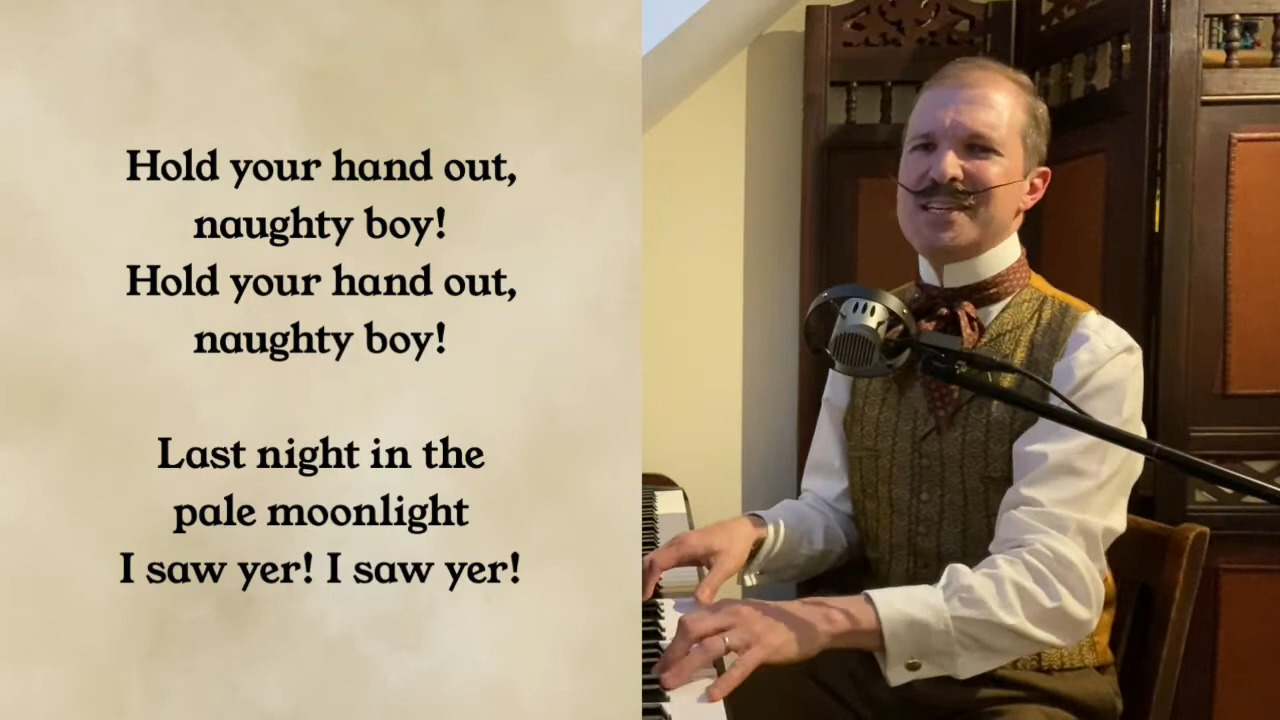 Hold your hand out,
naughty boy!
Hold your hand out,
naughty boy!
Last night in the
pale moonlight
I saw yer! I saw yer!